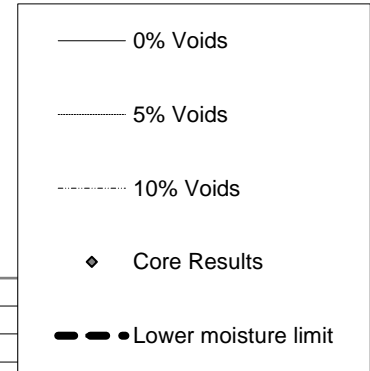 0% Voids
5% Voids
10% Voids
Core Results
Lower moisture limit